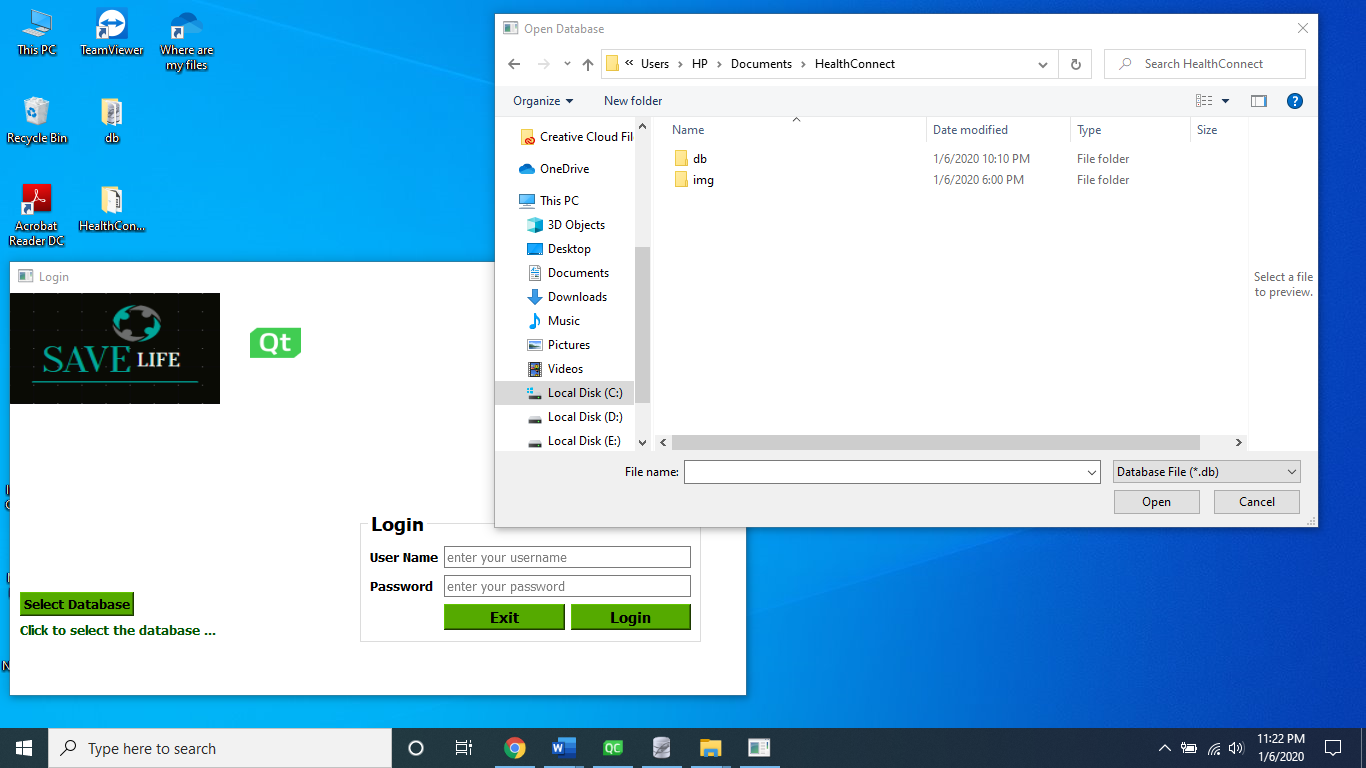 This PC
TeamViewer
Where are
my files
Recycle Bin
db
Acrobat
Reader DC
HealthCon...
Open Database
« Users > HP > Documents > HealthConnect
Search HealthConnect
Organize
New folder
Creative Cloud Fil
OneDrive
This PC
3D Objects
Desktop
Documents
Downloads
Music
Pictures
Videos
Local Disk (C:)
Local Disk (D:)
Local Disk (E:)
Name Date modified Type Size
db 1/6/2020 10:10 PM File folder
img 1/6/2020 6:00 PM File folder
Select a file
to preview.
File name:
Database File (*.db)
Open Cancel
Login
SAVE LIFE
Qt
Login
User Name enter your username
Password enter your password
Exit Login
Select Database
Click to select the database ...
Type here to search
W
QC
11:22 PM
1/6/2020